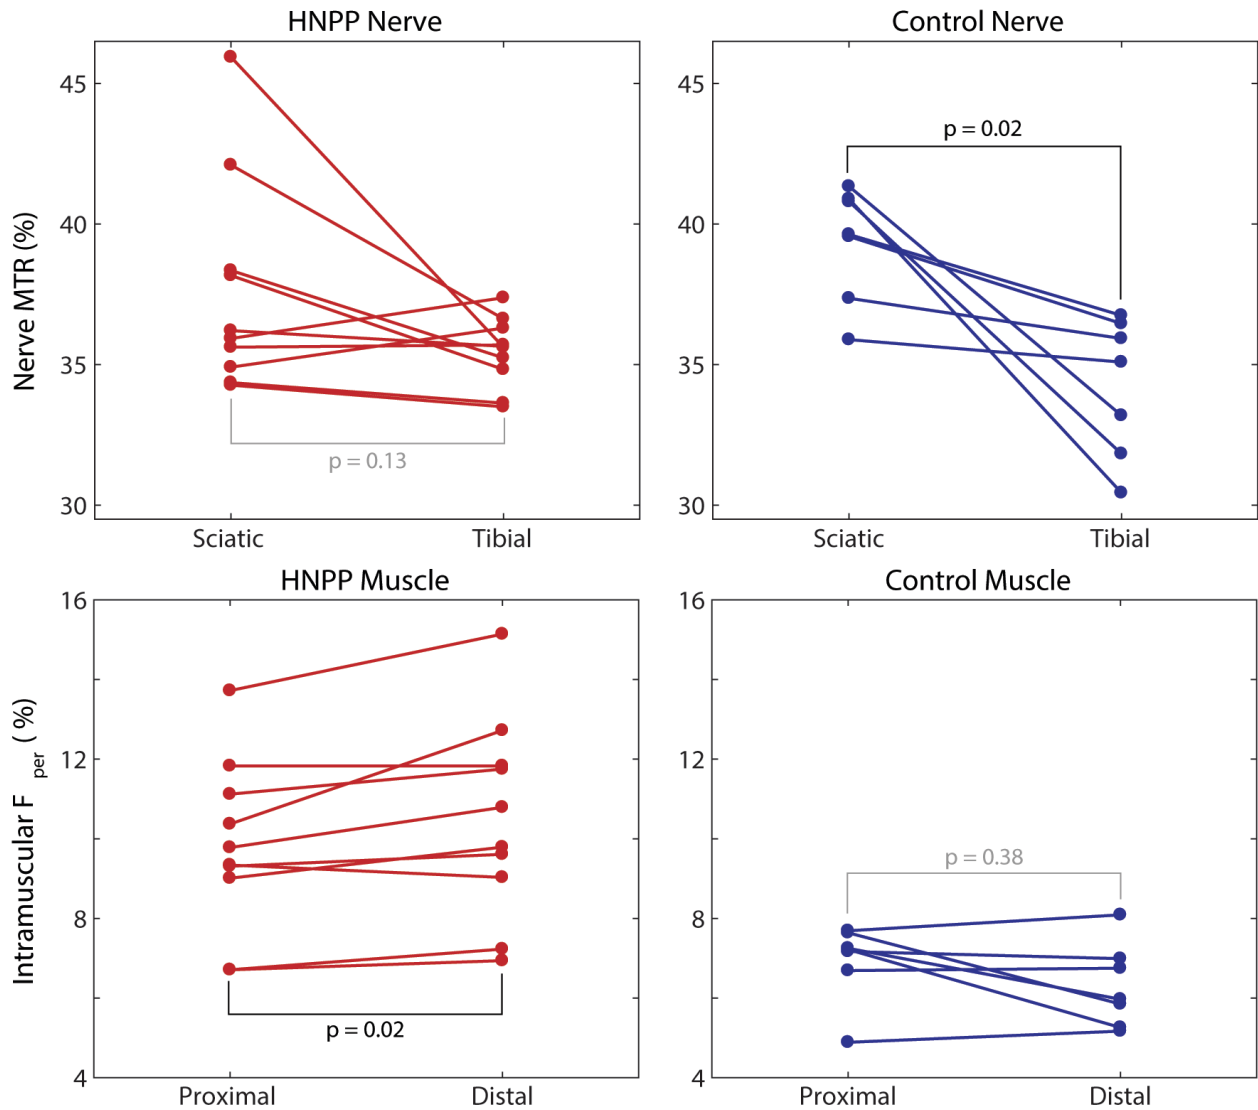 HNPP Nerve
Control Nerve
Nerve MTR (%)
45
40
35
30
p = 0.13
Sciatic
Tibial
45
40
35
30
p = 0.02
Sciatic
Tibial
HNPP Muscle
Control Muscle
Intramuscular F per ( %)
16
12
8
4
p = 0.02
Proximal
Distal
16
12
8
4
p = 0.38
Proximal
Distal